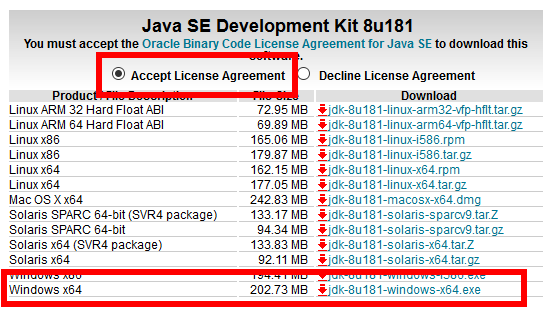 Java SE Development Kit 8u181
You must accept the Oracle Binary Code License Agreement for Java SE to download this
software.
Accept License Agreement Decline License Agreement
Product / File Description File Size Download
Linux ARM 32 Hard Float ABI 72.95 MB jdk-8u181-linux-arm32-vfp-hflt.tar.gz
Linux ARM 64 Hard Float ABI 69.89 MB jdk-8u181-linux-arm64-vfp-hflt.tar.gz
Linux x86 165.06 MB jdk-8u181-linux-i586.rpm
Linux x86 179.87 MB jdk-8u181-linux-i586.tar.gz
Linux x64 162.15 MB jdk-8u181-linux-x64.rpm
Linux x64 177.05 MB jdk-8u181-linux-x64.tar.gz
Mac OS X x64 242.83 MB jdk-8u181-macosx-x64.dmg
Solaris SPARC 64-bit (SVR4 package) 133.17 MB jdk-8u181-solaris-sparcv9.tar.Z
Solaris SPARC 64-bit 94.34 MB jdk-8u181-solaris-sparcv9.tar.gz
Solaris x64 (SVR4 package) 133.83 MB jdk-8u181-solaris-x64.tar.Z
Solaris x64 92.11 MB jdk-8u181-solaris-x64.tar.gz
Windows x86 194.41 MB jdk-8u181-windows-i586.exe
Windows x64 202.73 MB jdk-8u181-windows-x64.exe